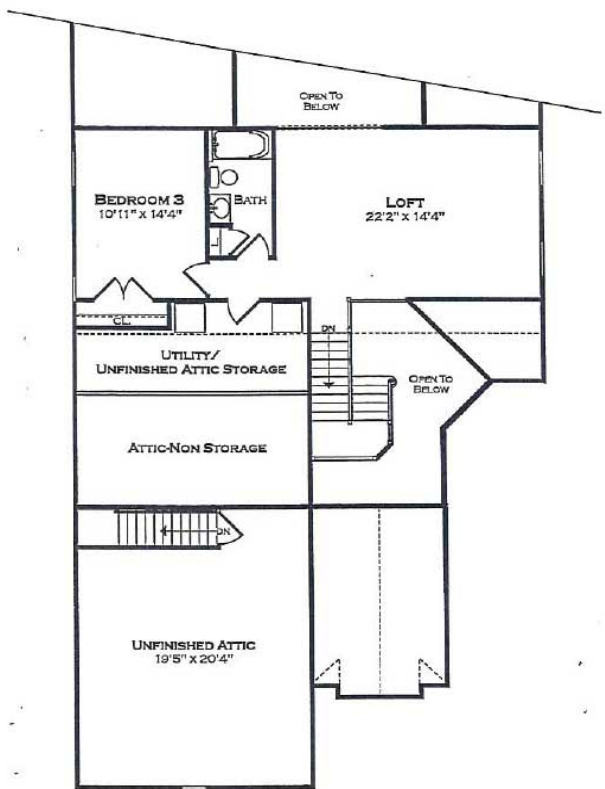 OPEN TO
BELOW
BEDROOM 3
10'11" X 14'4"
BATH
LOFT
22'2" X 14'4"
L.
CL.
DN
UTILITY/
UNFINISHED ATTIC STORAGE
OPEN TO
BELOW
ATTIC-NON STORAGE
DN
UNFINISHED ATTIC
19'5" X 20'4"